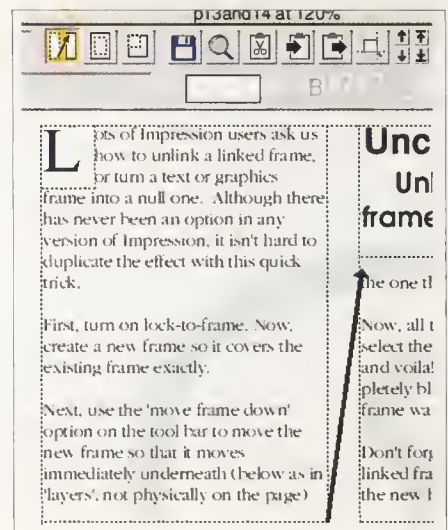 p13and14 at 120%
B I
Lots of Impression users ask us
how to unlink a linked frame,
or turn a text or graphics
frame into a null one. Although there
has never been an option in any
version of Impression, it isn't hard to
duplicate the effect with this quick
trick.
First, turn on lock-to-frame. Now,
create a new frame so it covers the
existing frame exactly.
Next, use the 'move frame down'
option on the tool bar to move the
new frame so that it moves
immediately underneath (below as in
'layers', not physically on the page)
Unc
Unl
frame
the one tl
Now, all t
select the
and voila!
pletely bl
frame wa
Don't forg
linked fra
the new